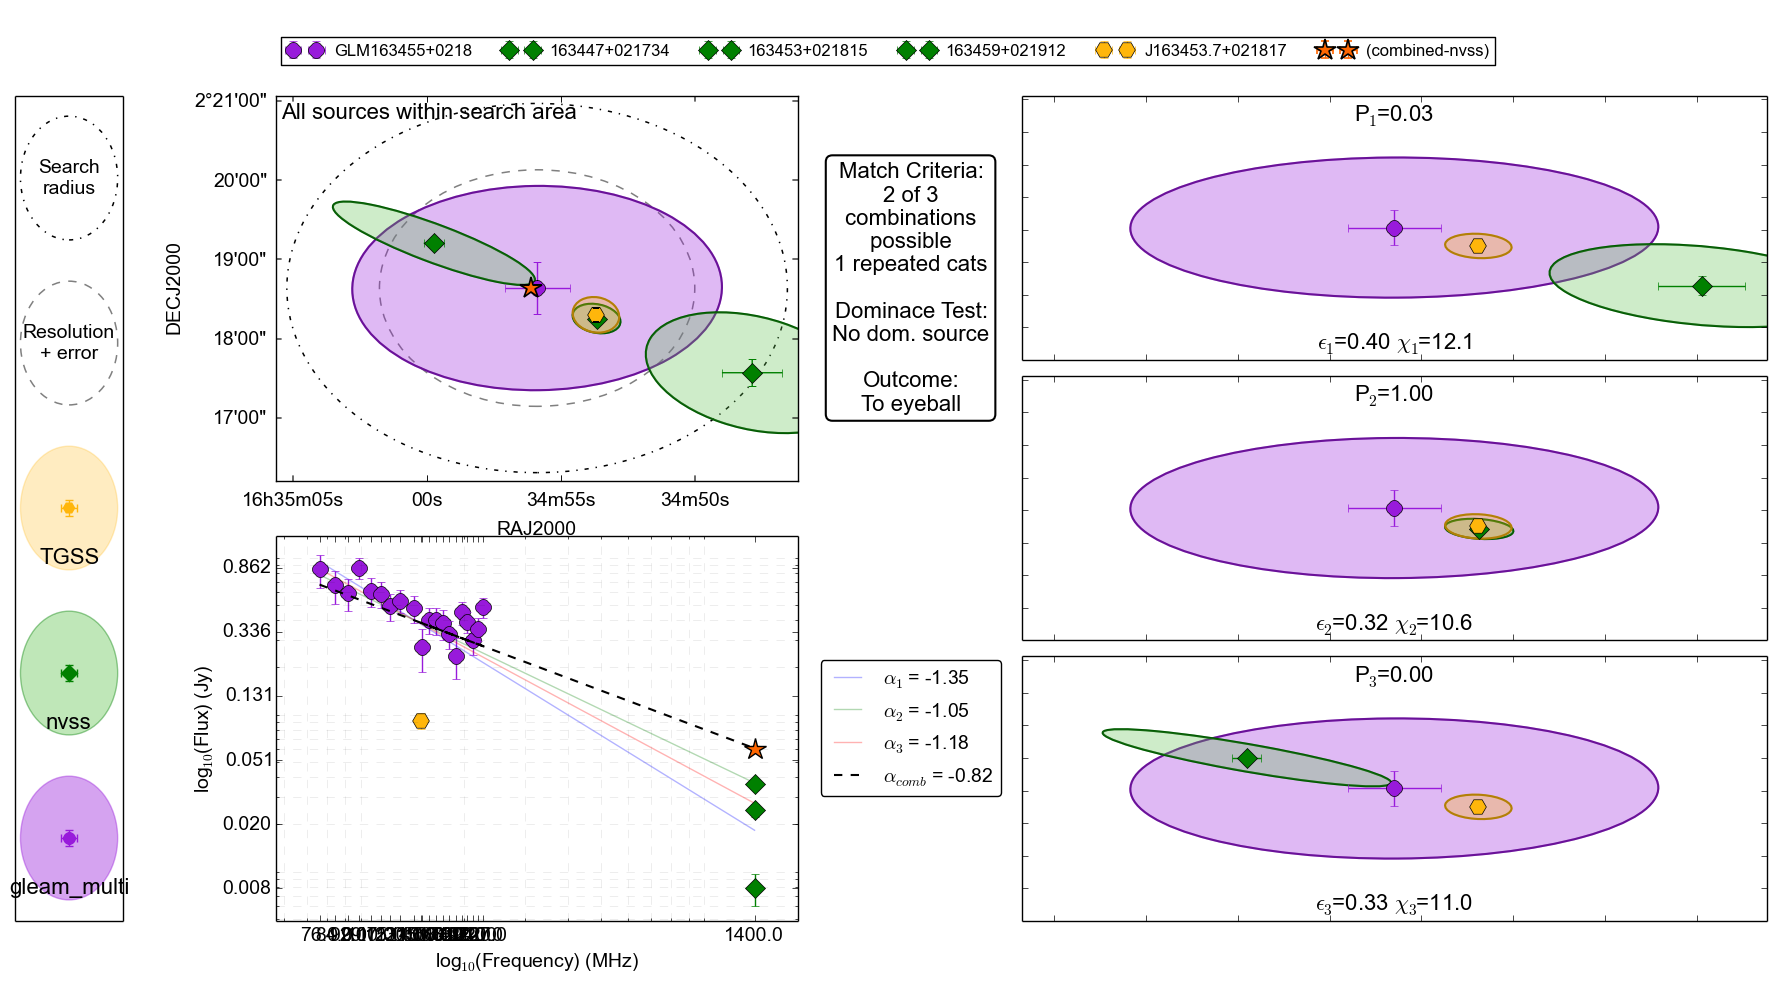 GLM163455+0218 163447+021734 163453+021815 163459+021912 J163453.7+021817 (combined-nvss)
Search
radius
Resolution
+ error
TGSS
nvss
gleam_multi
All sources within search area
2°21'00"
20'00"
19'00"
18'00"
17'00"
DECJ2000
16h35m05s 00s 34m55s 34m50s
RAJ2000
Match Criteria:
2 of 3
combinations
possible
1 repeated cats
Dominace Test:
No dom. source
Outcome:
To eyeball
0.862
0.336
0.131
0.051
0.020
0.008
log10(Flux) (Jy)
1400.0
log10(Frequency) (MHz)
α1 = -1.35
α2 = -1.05
α3 = -1.18
αcomb = -0.82
P1=0.03
ϵ1=0.40 χ1=12.1
P2=1.00
ϵ2=0.32 χ2=10.6
P3=0.00
ϵ3=0.33 χ3=11.0